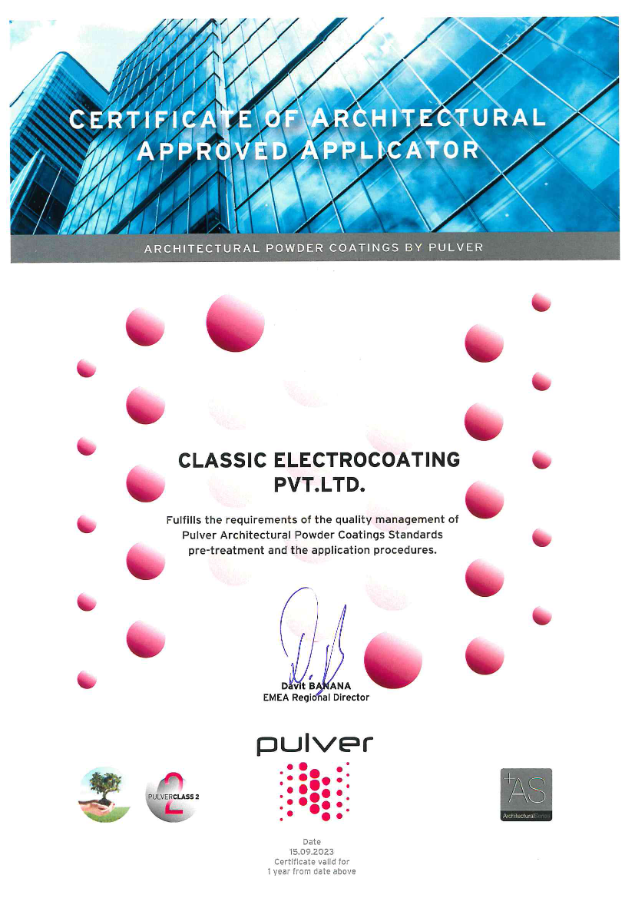 CERTIFICATE OF ARCHITECTURAL
APPROVED APPLICATOR
ARCHITECTURAL POWDER COATINGS BY PULVER
CLASSIC ELECTROCOATING
PVT.LTD.
Fulfills the requirements of the quality management of
Pulver Architectural Powder Coatings Standards
pre-treatment and the application procedures.
Davit BANANA
EMEA Regional Director
pulver
2
PULVERCLASS 2
+AS
ArchitecturalSeries
Date
15.09.2023
Certificate valid for
1 year from date above